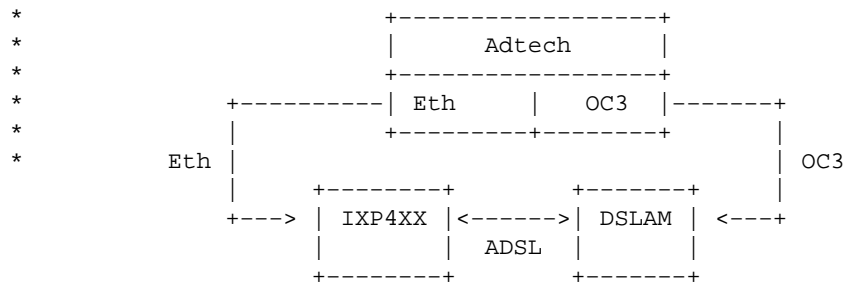 *                         +-------------------+
*                         |      Adtech       |
*                         +-------------------+
*              +----------| Eth     |   OC3  |-------+
*              |          +---------+--------+       |
*          Eth |                                     | OC3
              |     +--------+        +-------+     |
              +---> | IXP4XX |<------>| DSLAM | <---+
                    |        |  ADSL  |       |
                    +--------+        +-------+